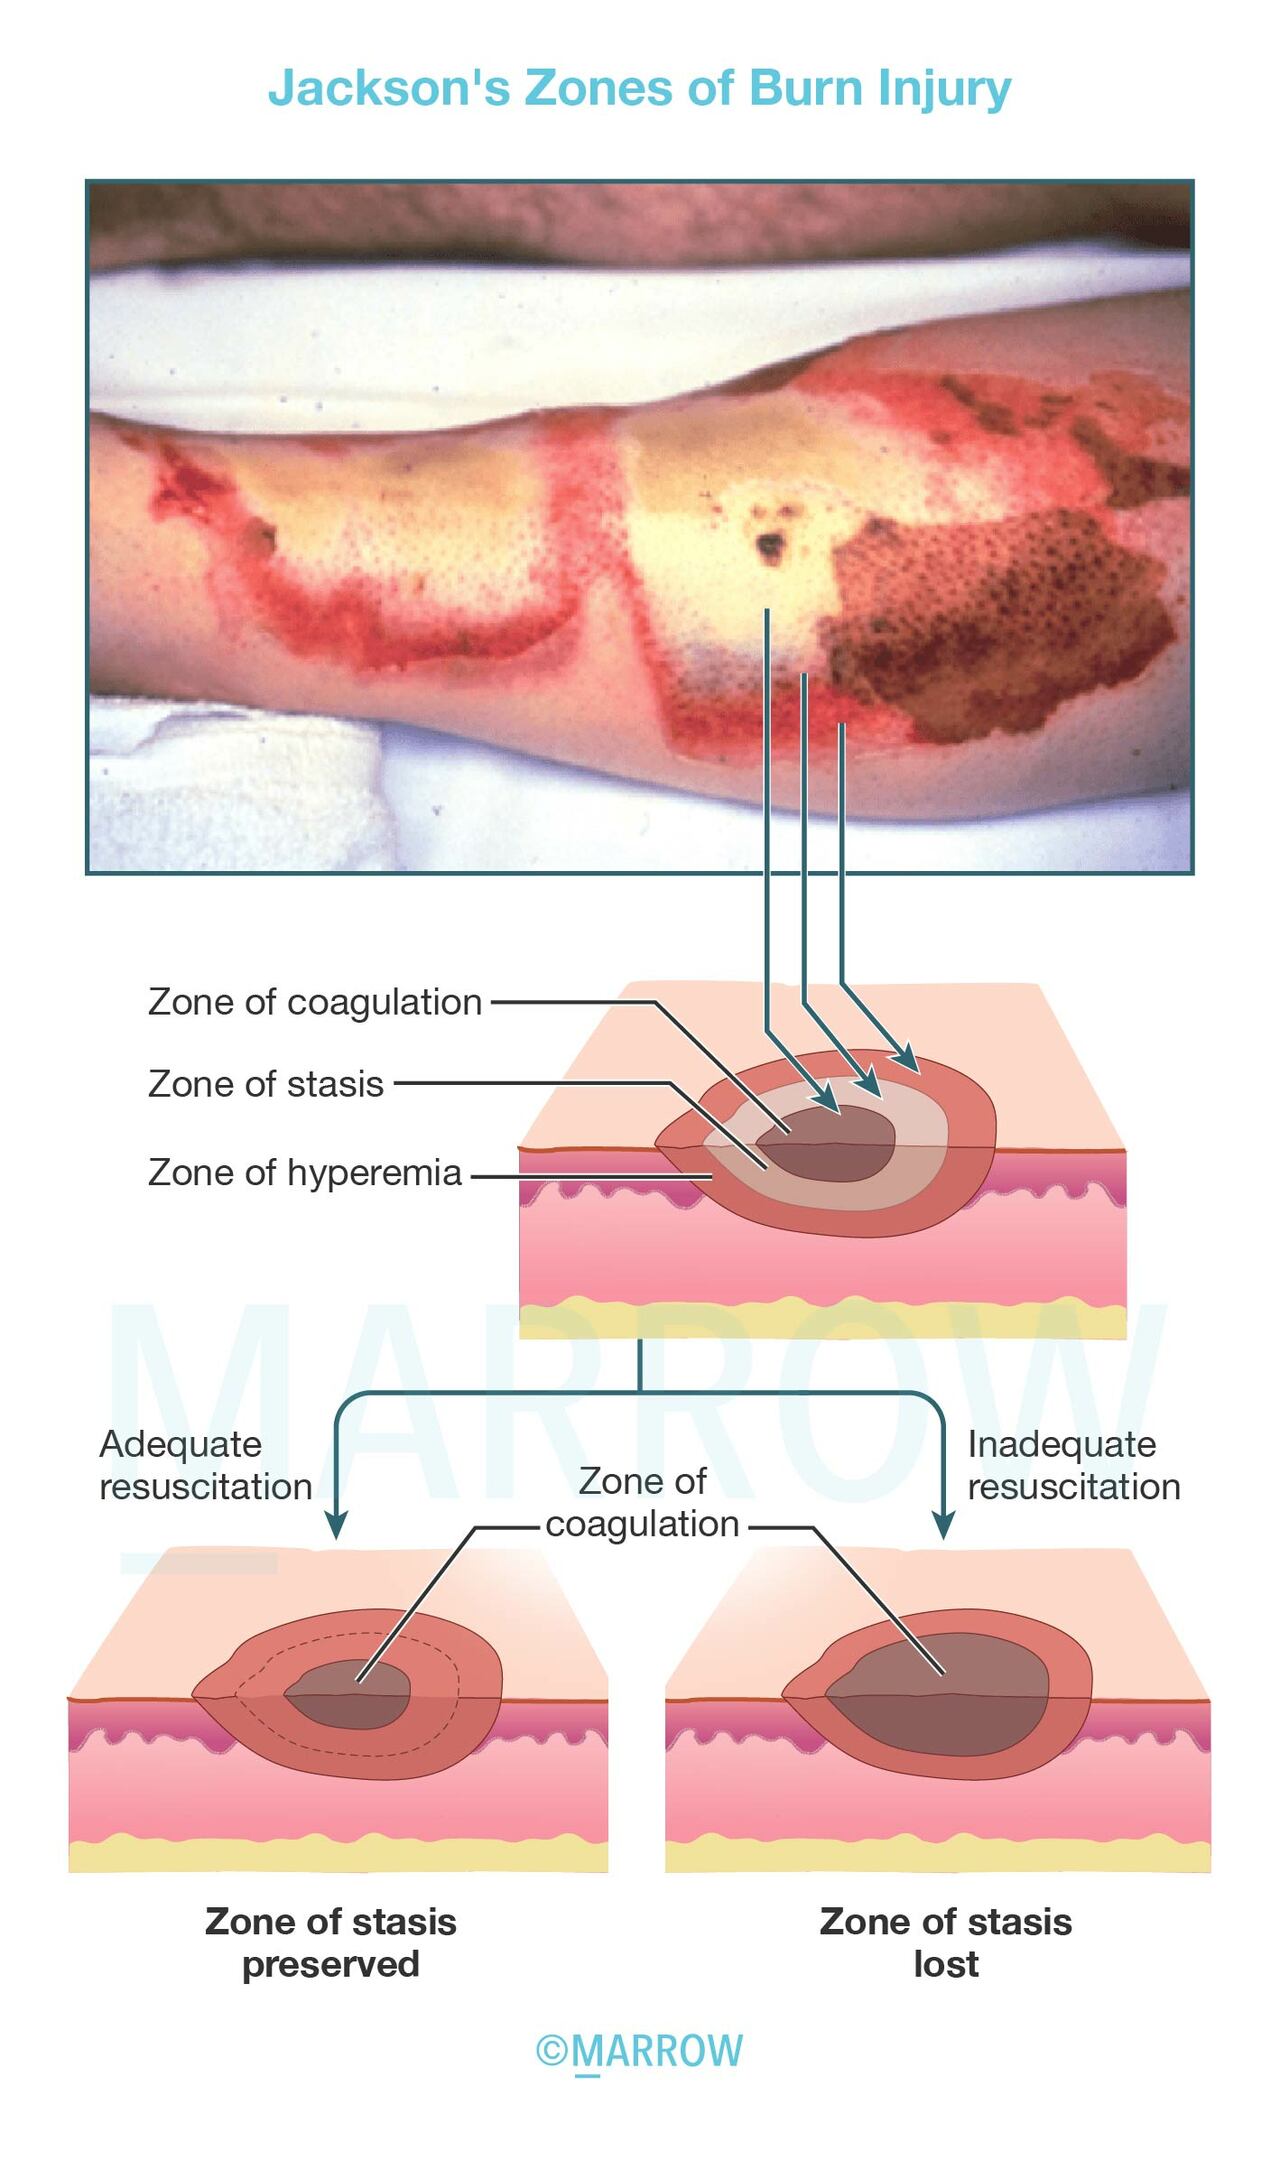 Jackson's Zones of Burn Injury
Zone of coagulation
Zone of stasis
Zone of hyperemia
MARROW
Adequate
resuscitation
Inadequate
resuscitation
Zone of
coagulation
Zone of stasis
preserved
Zone of stasis
lost
©MARROW